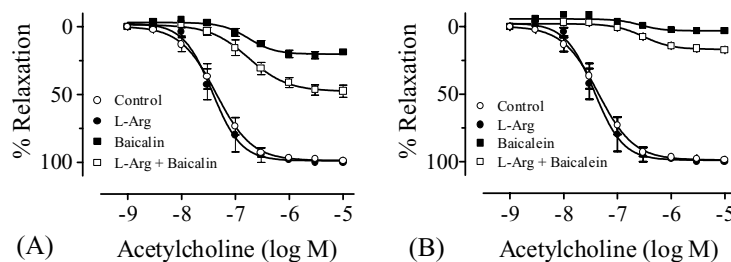 0
50
100
% Relaxation
Control
L-Arg
Baicalin
L-Arg + Baicalin
-9 -8 -7 -6 -5
(A) Acetylcholine (log M)
0
50
100
% Relaxation
Control
L-Arg
Baicalein
L-Arg + Baicalein
-9 -8 -7 -6 -5
(B) Acetylcholine (log M)